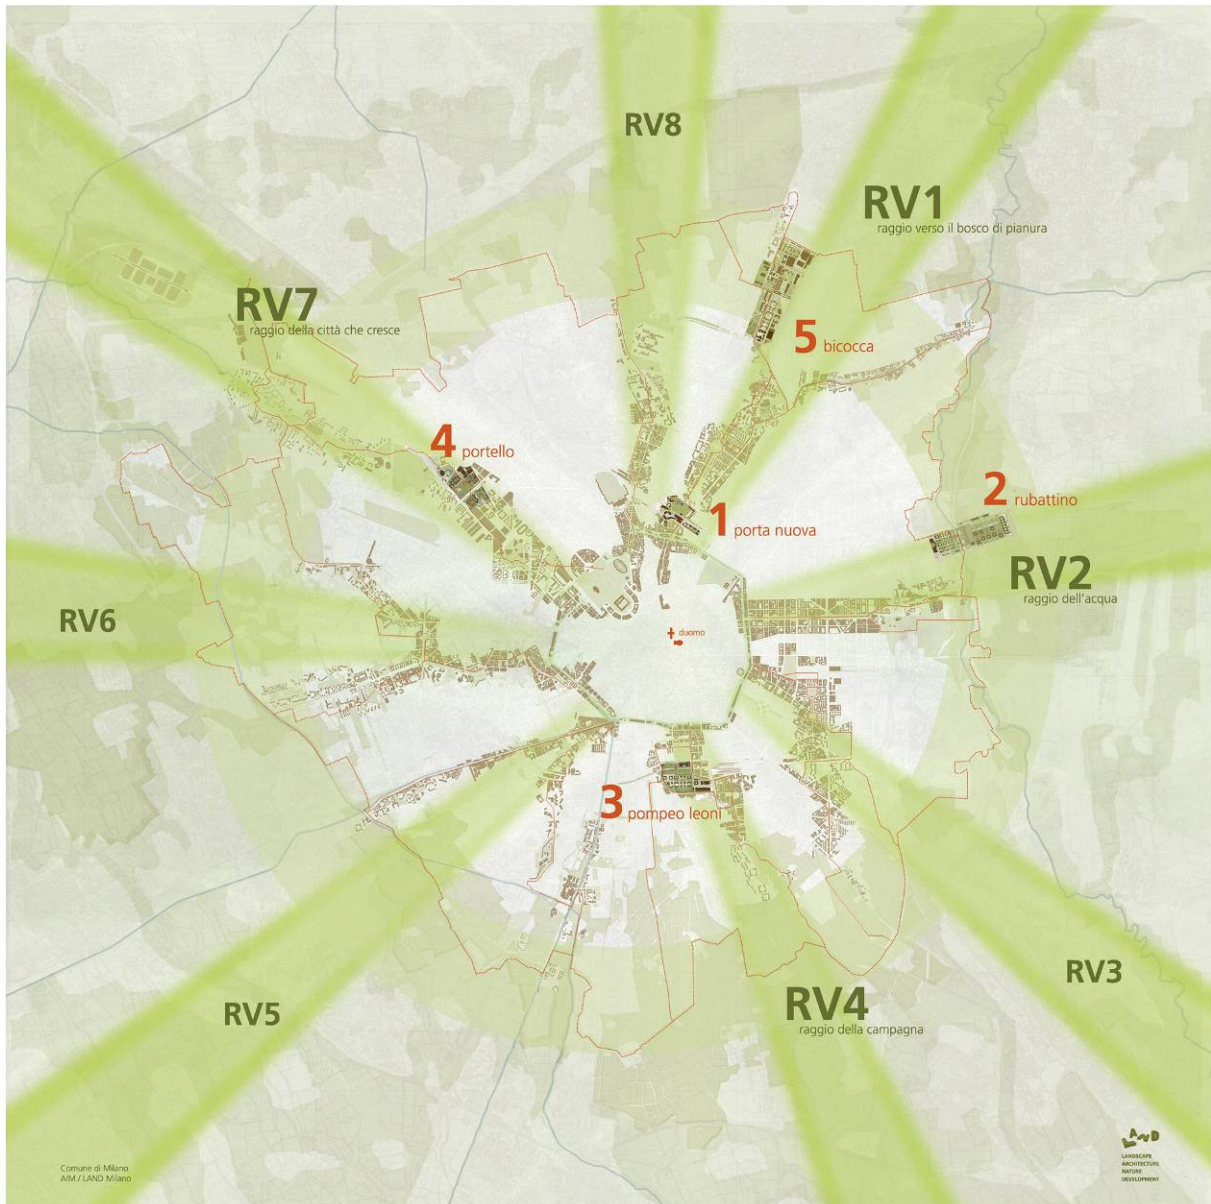 RV8
RV1
raggio verso il bosco di pianura
RV7
raggio della città che cresce
5 bicocca
4 portello
2 rubattino
1 porta nuova
RV2
raggio dell'acqua
RV6
duomo
3 pompeo leoni
RV3
RV4
raggio della campagna
RV5
LAND
LANDSCAPE
ARCHITECTURE
NATURE
DEVELOPMENT
Comune di Milano
AIM / LAND Milano